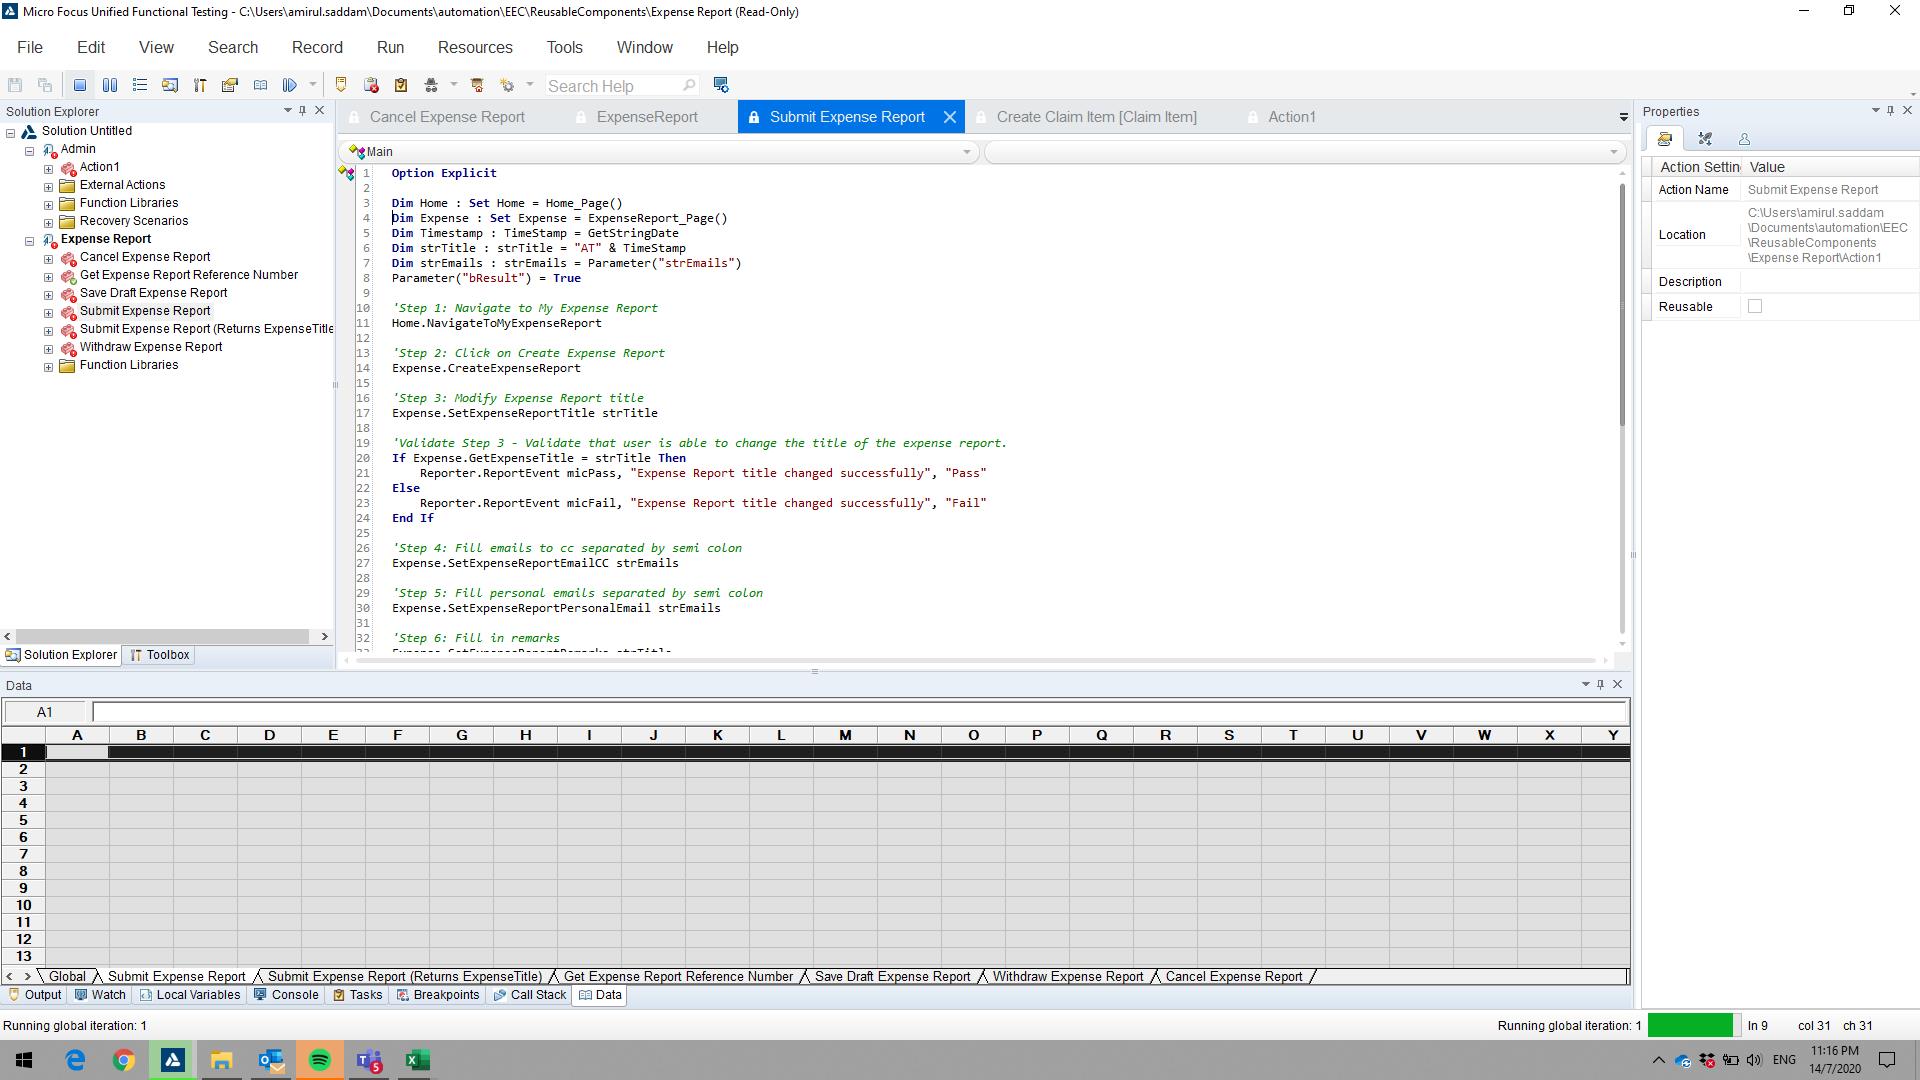 Micro Focus Unified Functional Testing - C:\Users\amirul.saddam\Documents\automation\EEC\ReusableComponents\Expense Report (Read-Only)
File Edit View Search Record Run Resources Tools Window Help
Search Help
Solution Explorer
Solution Untitled
Admin
Action1
External Actions
Function Libraries
Recovery Scenarios
Expense Report
Cancel Expense Report
Get Expense Report Reference Number
Save Draft Expense Report
Submit Expense Report
Submit Expense Report (Returns ExpenseTitle
Withdraw Expense Report
Function Libraries
Solution Explorer Toolbox
Cancel Expense Report ExpenseReport Submit Expense Report Create Claim Item [Claim Item] Action1
Main
1 Option Explicit
2
3 Dim Home : Set Home = Home_Page()
4 Dim Expense : Set Expense = ExpenseReport_Page()
5 Dim Timestamp : TimeStamp = GetStringDate
6 Dim strTitle : strTitle = "AT" & TimeStamp
7 Dim strEmails : strEmails = Parameter("strEmails")
8 Parameter("bResult") = True
9
10 'Step 1: Navigate to My Expense Report
11 Home.NavigateToMyExpenseReport
12
13 'Step 2: Click on Create Expense Report
14 Expense.CreateExpenseReport
15
16 'Step 3: Modify Expense Report title
17 Expense.SetExpenseReportTitle strTitle
18
19 'Validate Step 3 - Validate that user is able to change the title of the expense report.
20 If Expense.GetExpenseTitle = strTitle Then
21 Reporter.ReportEvent micPass, "Expense Report title changed successfully", "Pass"
22 Else
23 Reporter.ReportEvent micFail, "Expense Report title changed successfully", "Fail"
24 End If
25
26 'Step 4: Fill emails to cc separated by semi colon
27 Expense.SetExpenseReportEmailCC strEmails
28
29 'Step 5: Fill personal emails separated by semi colon
30 Expense.SetExpenseReportPersonalEmail strEmails
31
32 'Step 6: Fill in remarks
Properties
Action Settin Value
Action Name Submit Expense Report
Location C:\Users\amirul.saddam
\Documents\automation\EEC
\ReusableComponents
\Expense Report\Action1
Description
Reusable
Data
A1
A B C D E F G H I J K L M N O P Q R S T U V W X Y
1
2
3
4
5
6
7
8
9
10
11
12
13
Global Submit Expense Report Submit Expense Report (Returns ExpenseTitle) Get Expense Report Reference Number Save Draft Expense Report Withdraw Expense Report Cancel Expense Report
Output Watch Local Variables Console Tasks Breakpoints Call Stack Data
Running global iteration: 1 Running global iteration: 1 ln 9 col 31 ch 31
5 ENG 11:16 PM
14/7/2020